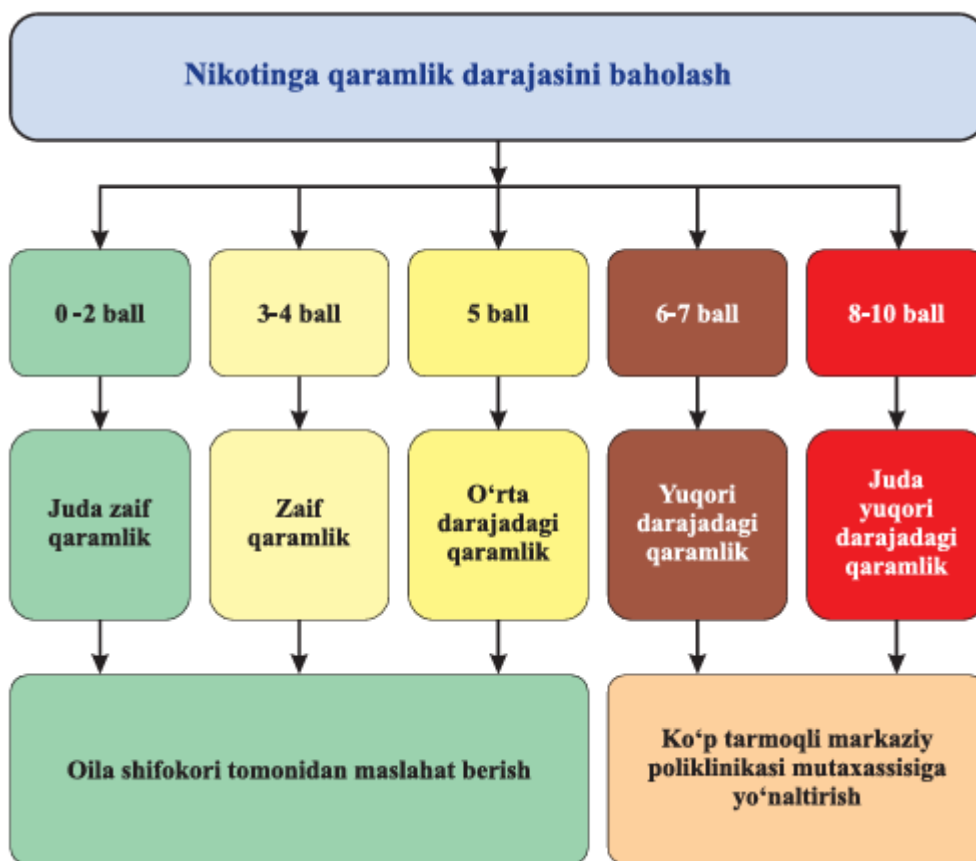 Nikotinga qaramlik darajasini baholash
0 -2 ball
3-4 ball
5 ball
6-7 ball
8-10 ball
Juda zaif
qaramlik
Zaif
qaramlik
O‘rta
darajadagi
qaramlik
Yuqori
darajadagi
qaramlik
Juda
yuqori
darajadagi
qaramlik
Oila shifokori tomonidan maslahat berish
Ko‘p tarmoqli markaziy
poliklinikasi mutaxassisiga
yo‘naltirish